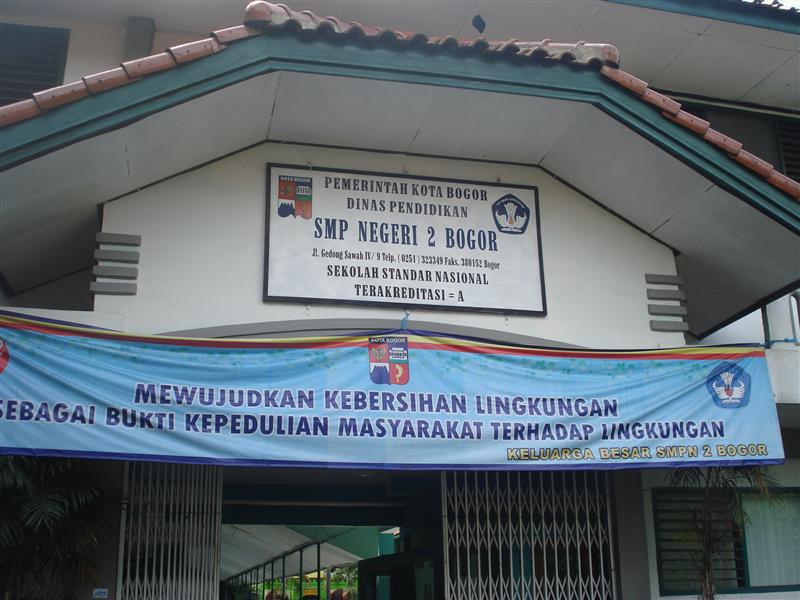 KOTA BOGOR
PEMERINTAH KOTA BOGOR
DINAS PENDIDIKAN
SMP NEGERI 2 BOGOR
Jl. Gedong Sawah IV/ 9 Telp. ( 0251 ) 323349 Faks. 380152 Bogor
SEKOLAH STANDAR NASIONAL
TERAKREDITASI = A
KOTA BOGOR
MEWUJUDKAN KEBERSIHAN LINGKUNGAN
SEBAGAI BUKTI KEPEDULIAN MASYARAKAT TERHADAP LINGKUNGAN
KELUARGA BESAR SMPN 2 BOGOR